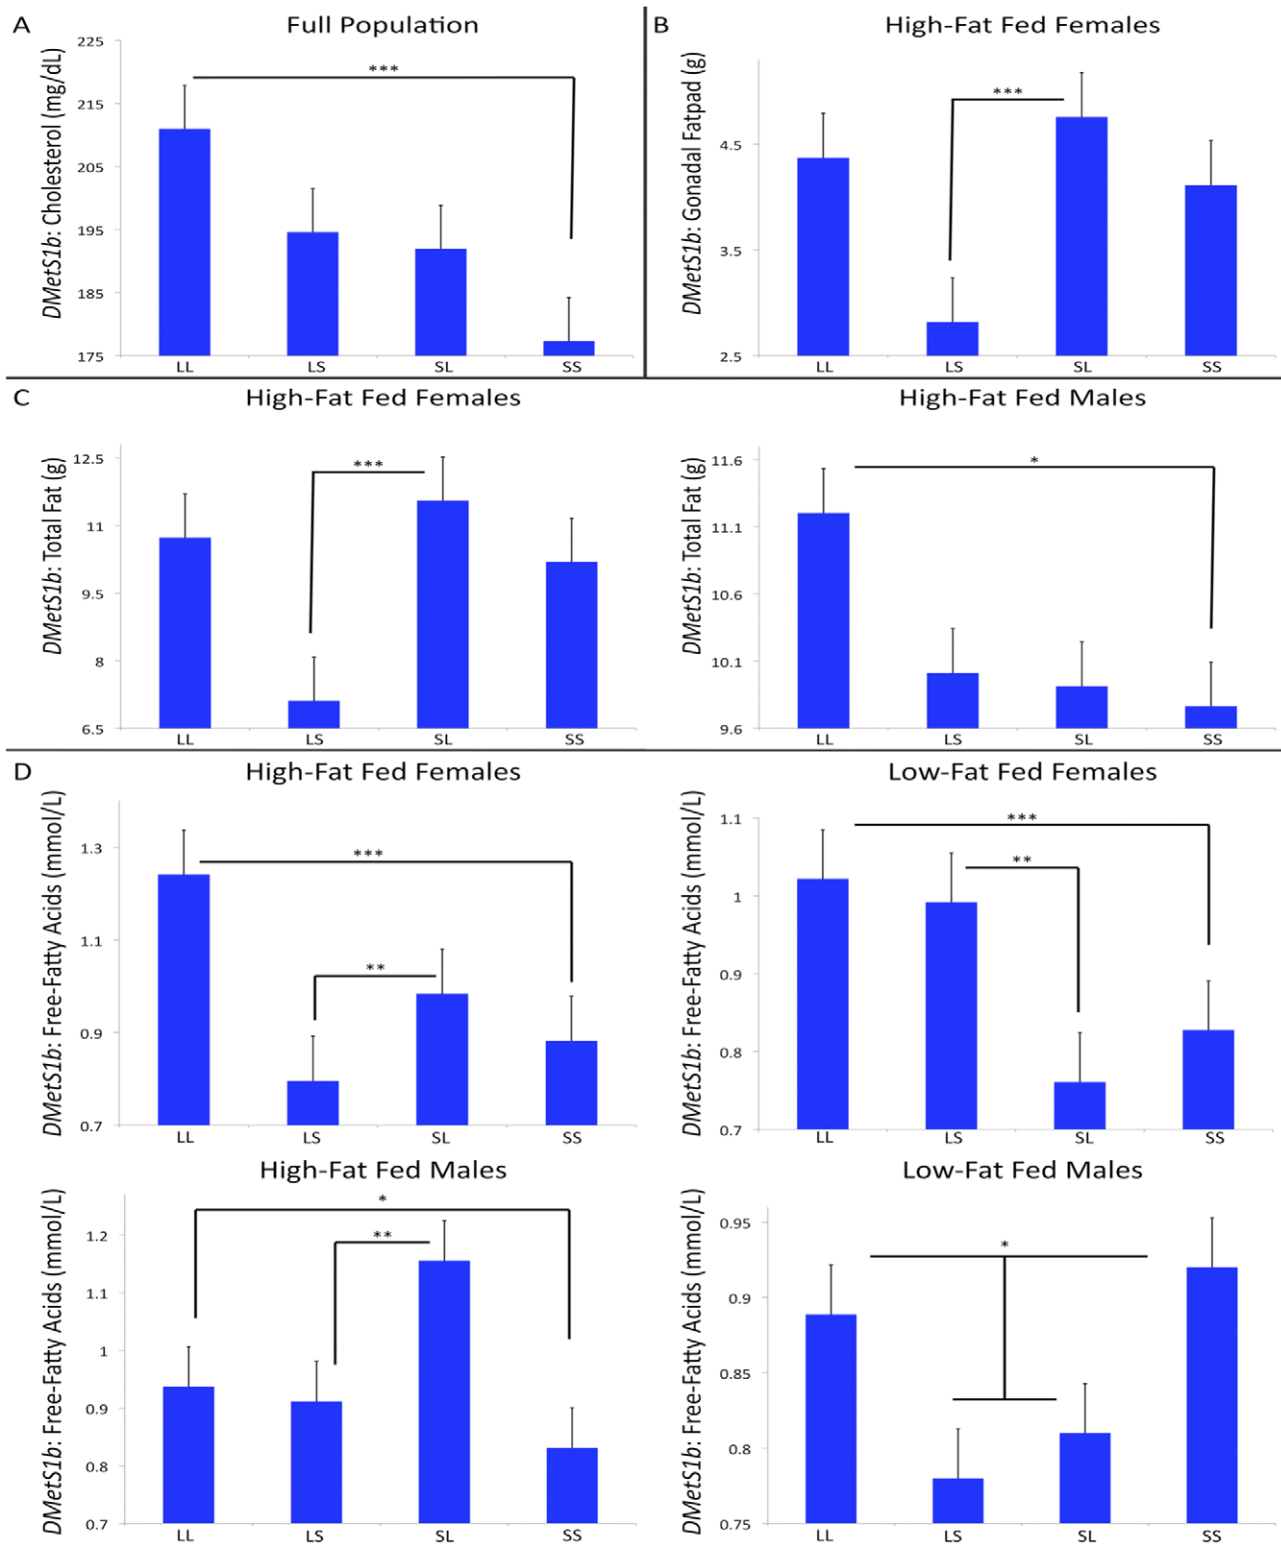 A
Full Population
DMetS1b: Cholesterol (mg/dL)
225
215
205
195
185
175
***
LL LS SL SS
B
High-Fat Fed Females
DMetS1b: Gonadal Fatpad (g)
4.5
3.5
2.5
***
LL LS SL SS
C
High-Fat Fed Females
DMetS1b: Total Fat (g)
12.5
11
9.5
8
6.5
***
LL LS SL SS
High-Fat Fed Males
DMetS1b: Total Fat (g)
11.6
11.1
10.6
10.1
9.6
*
LL LS SL SS
D
High-Fat Fed Females
DMetS1b: Free-Fatty Acids (mmol/L)
1.3
1.1
0.9
0.7
***
**
LL LS SL SS
Low-Fat Fed Females
DMetS1b: Free-Fatty Acids (mmol/L)
1.1
1
0.9
0.8
0.7
***
**
LL LS SL SS
High-Fat Fed Males
DMetS1b: Free-Fatty Acids (mmol/L)
1.2
1.1
1
0.9
0.8
0.7
*
**
LL LS SL SS
Low-Fat Fed Males
DMetS1b: Free-Fatty Acids (mmol/L)
0.95
0.9
0.85
0.8
0.75
*
LL LS SL SS